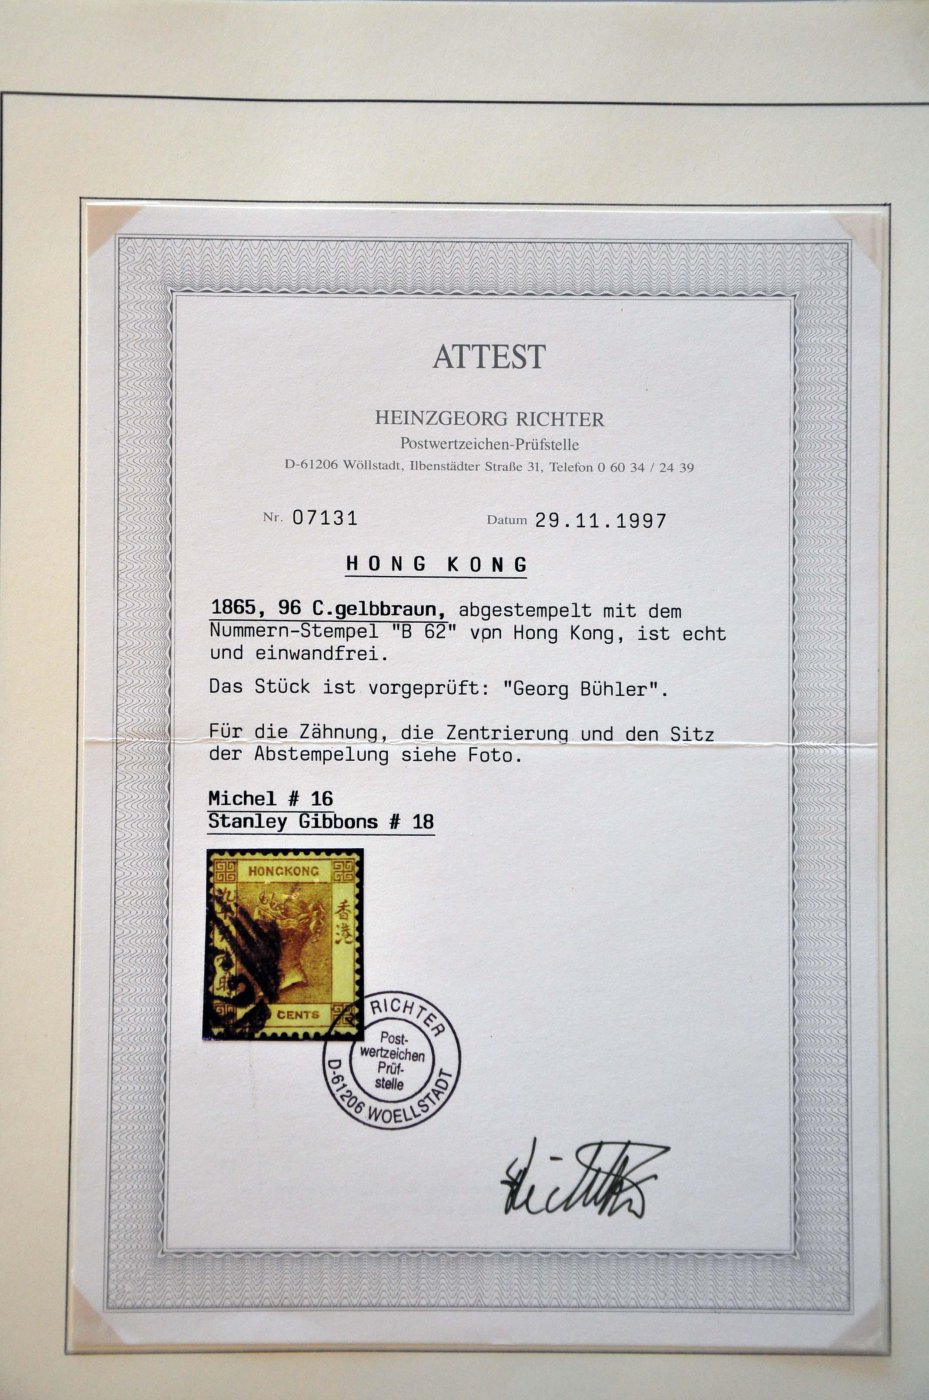 ATTEST
HEINZGEORG RICHTER
Postwertzeichen-Prüfstelle
D-61206 Wöllstadt, Ilbenstädter Straße 31, Telefon 0 60 34 / 24 39
Nr. 07131 Datum 29.11.1997
HONG KONG
1865, 96 C.gelbbraun, abgestempelt mit dem
Nummern-Stempel "B 62" von Hong Kong, ist echt
und einwandfrei.
Das Stück ist vorgeprüft: "Georg Bühler".
Für die Zähnung, die Zentrierung und den Sitz
der Abstempelung siehe Foto.
Michel # 16
Stanley Gibbons # 18
HONGKONG
香港
CENTS
RICHTER
Post-
wertzeichen
Prüf-
stelle
D-61206 WOELLSTADT